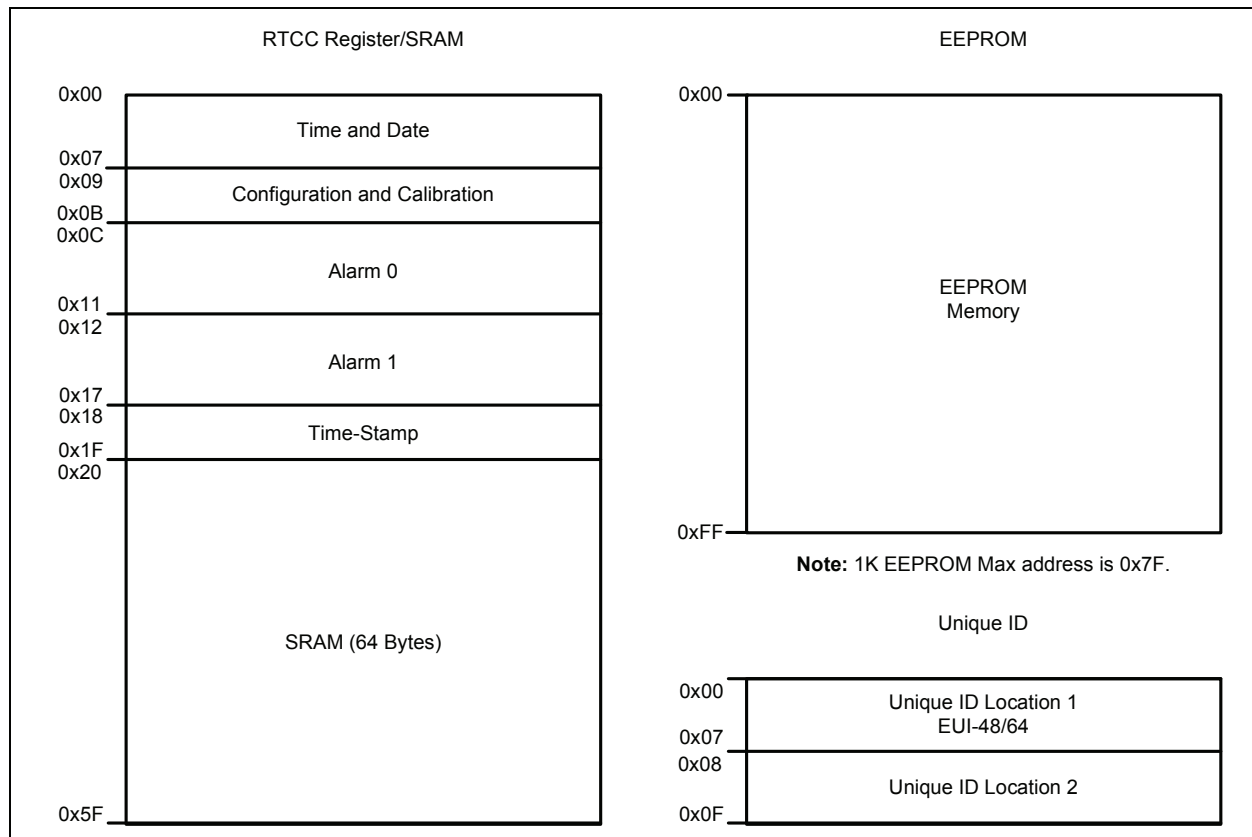 RTCC Register/SRAM
0x00
Time and Date
0x07
0x09
Configuration and Calibration
0x0B
0x0C
Alarm 0
0x11
0x12
Alarm 1
0x17
0x18
Time-Stamp
0x1F
0x20
SRAM (64 Bytes)
0x5F
EEPROM
0x00
EEPROM
Memory
0xFF
Note: 1K EEPROM Max address is 0x7F.
Unique ID
0x00
Unique ID Location 1
EUI-48/64
0x07
0x08
Unique ID Location 2
0x0F